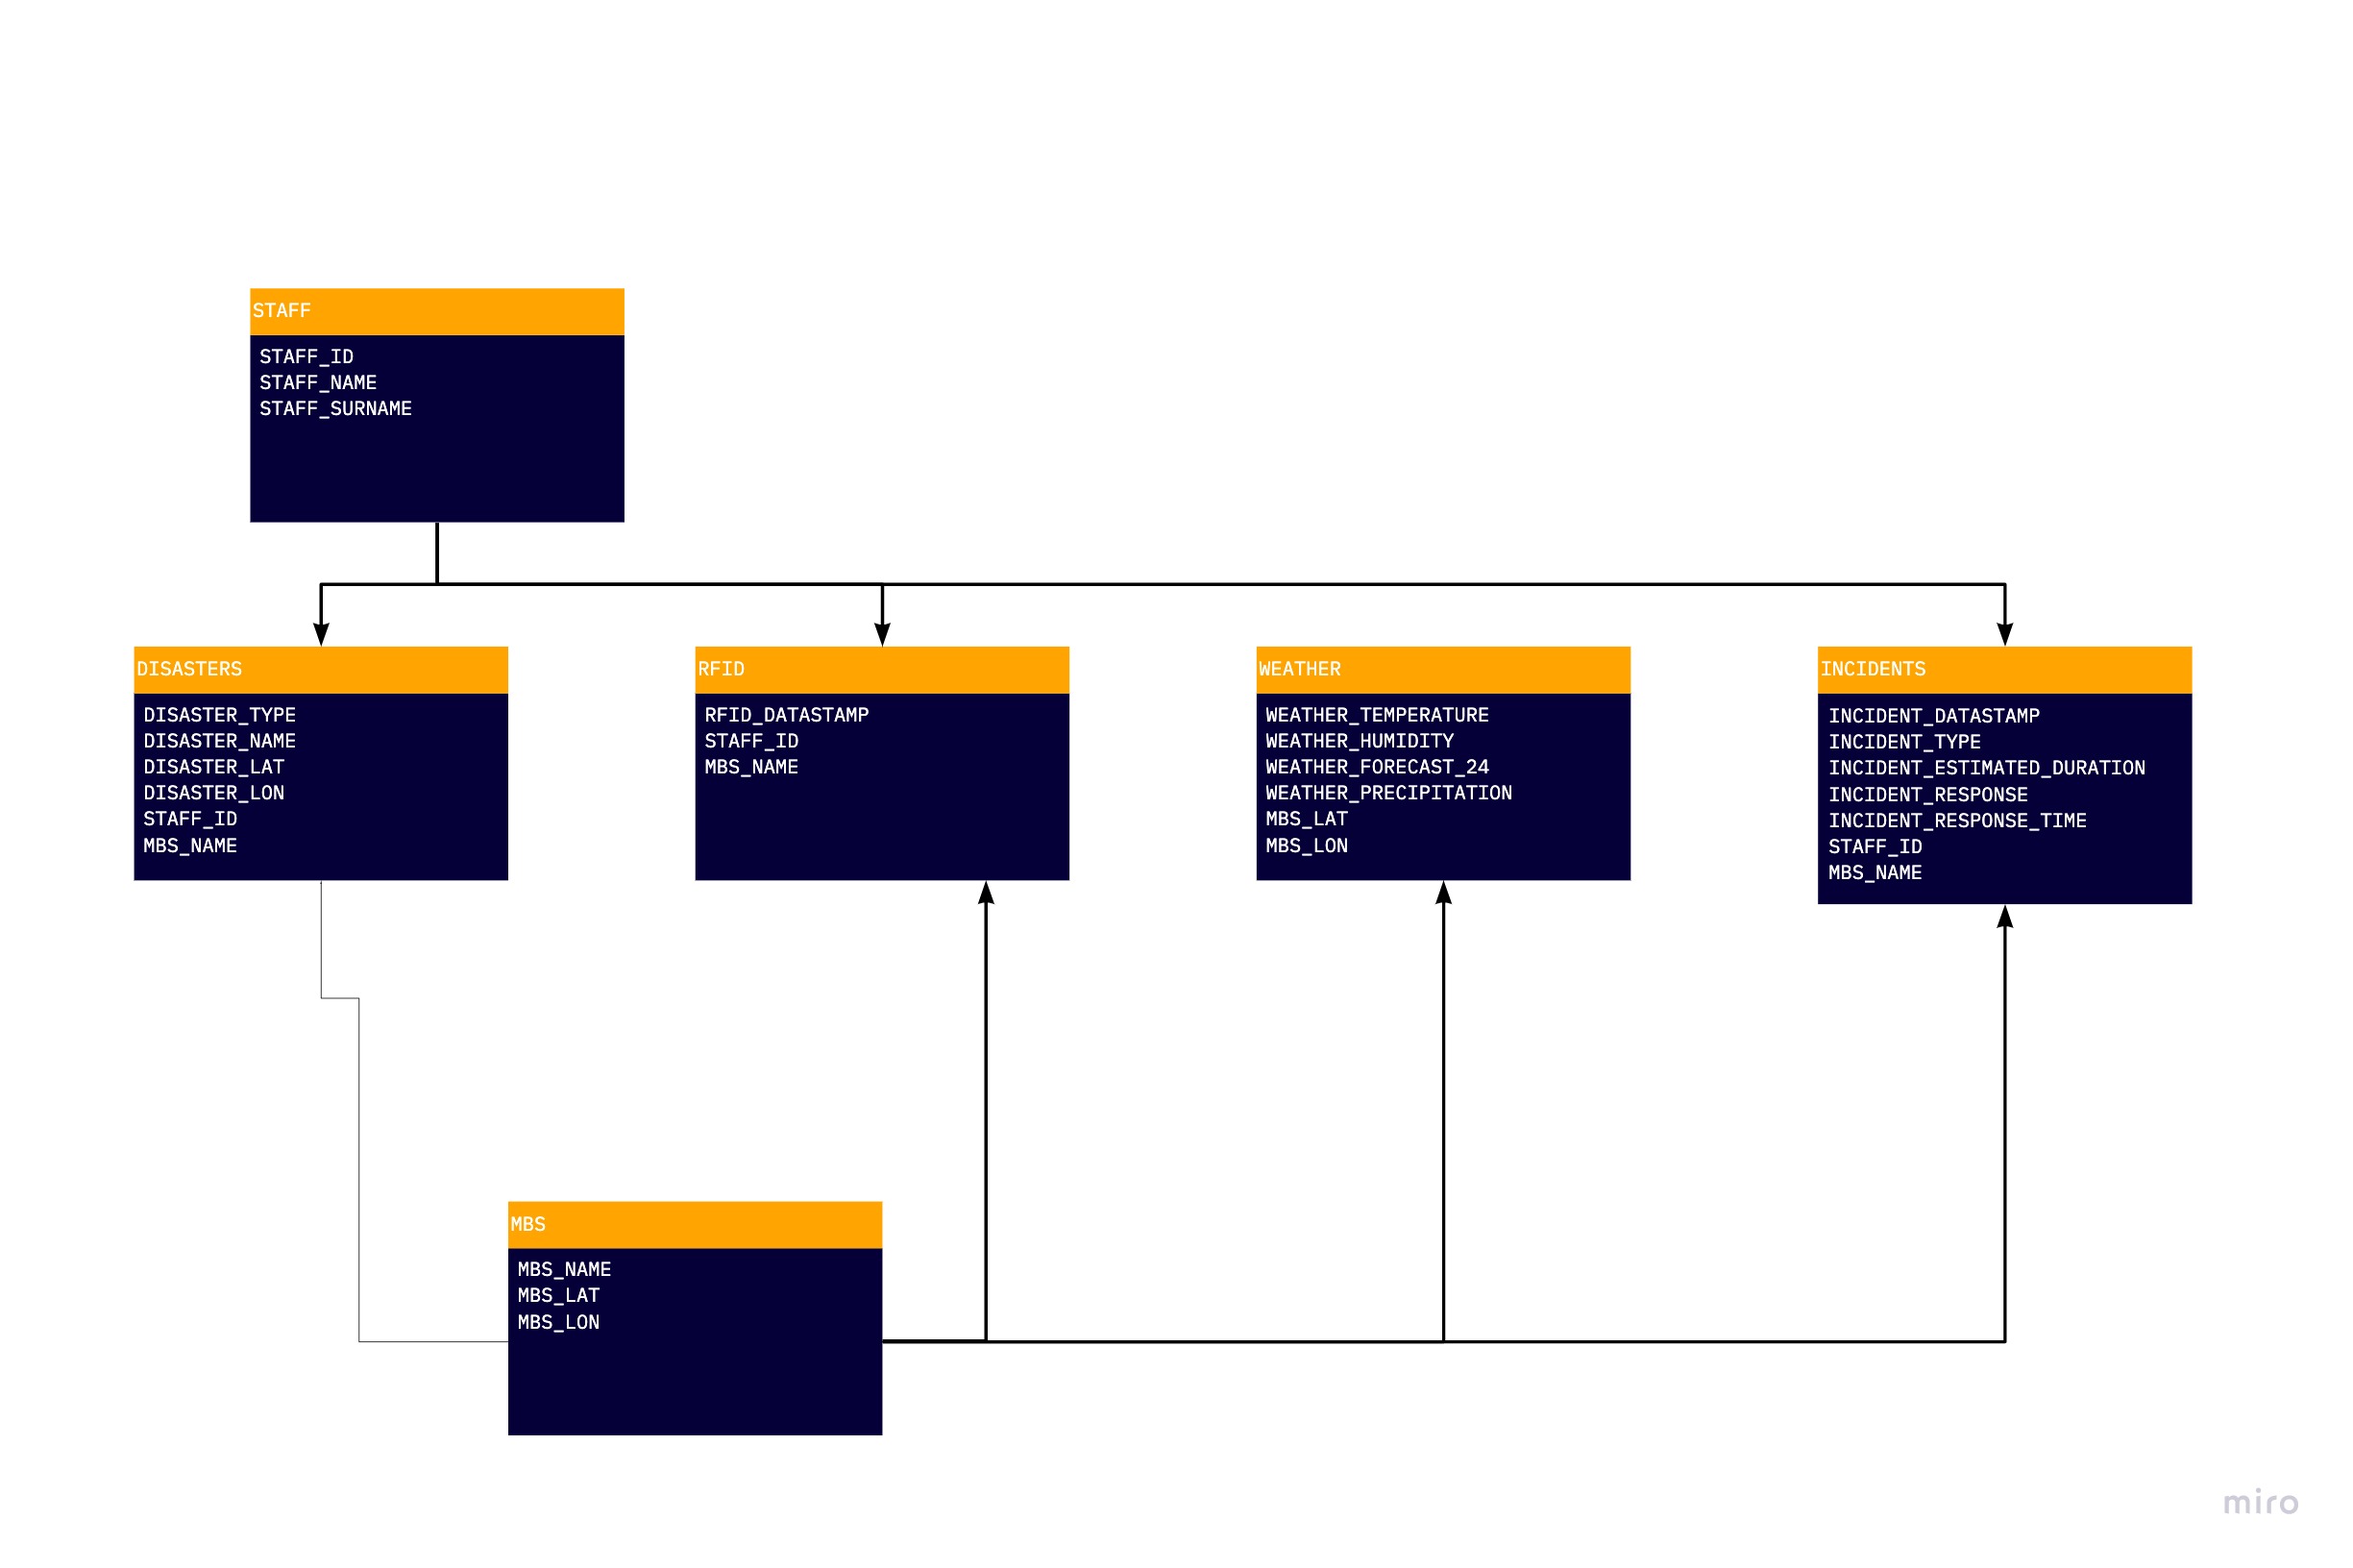 STAFF
STAFF_ID
STAFF_NAME
STAFF_SURNAME
DISASTERS
DISASTER_TYPE
DISASTER_NAME
DISASTER_LAT
DISASTER_LON
STAFF_ID
MBS_NAME
RFID
RFID_DATASTAMP
STAFF_ID
MBS_NAME
WEATHER
WEATHER_TEMPERATURE
WEATHER_HUMIDITY
WEATHER_FORECAST_24
WEATHER_PRECIPITATION
MBS_LAT
MBS_LON
INCIDENTS
INCIDENT_DATASTAMP
INCIDENT_TYPE
INCIDENT_ESTIMATED_DURATION
INCIDENT_RESPONSE
INCIDENT_RESPONSE_TIME
STAFF_ID
MBS_NAME
MBS
MBS_NAME
MBS_LAT
MBS_LON
miro